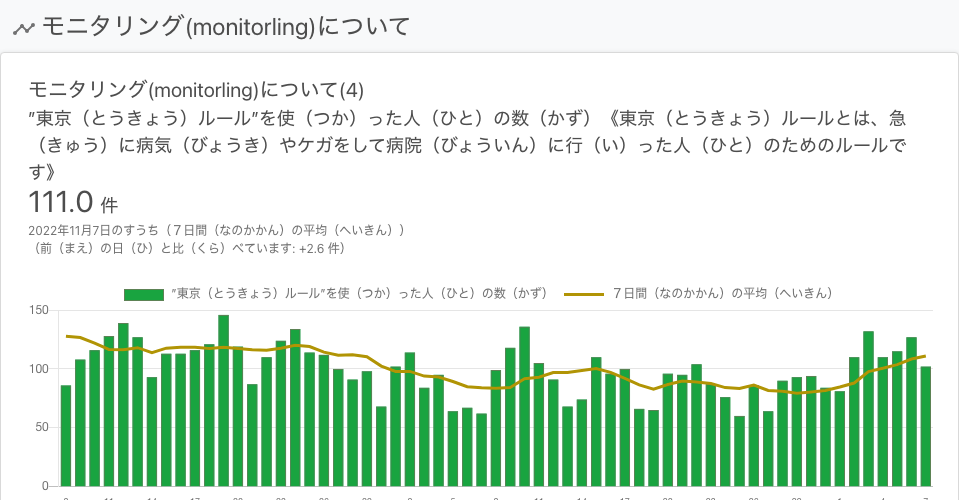 モニタリング(monitorling)について
モニタリング(monitorling)について(4)
”東京（とうきょう）ルール”を使（つか）った人（ひと）の数（かず）《東京（とうきょう）ルールとは、急
（きゅう）に病気（びょうき）やケガをして病院（びょういん）に行（い）った人（ひと）のためのルールで
す》
111.0 件
2022年11月7日のすうち（７日間（なのかかん）の平均（へいきん））
（前（まえ）の日（ひ）と比（くら）べています: +2.6 件）
”東京（とうきょう）ルール”を使（つか）った人（ひと）の数（かず） ７日間（なのかかん）の平均（へいきん）
150
100
50
0